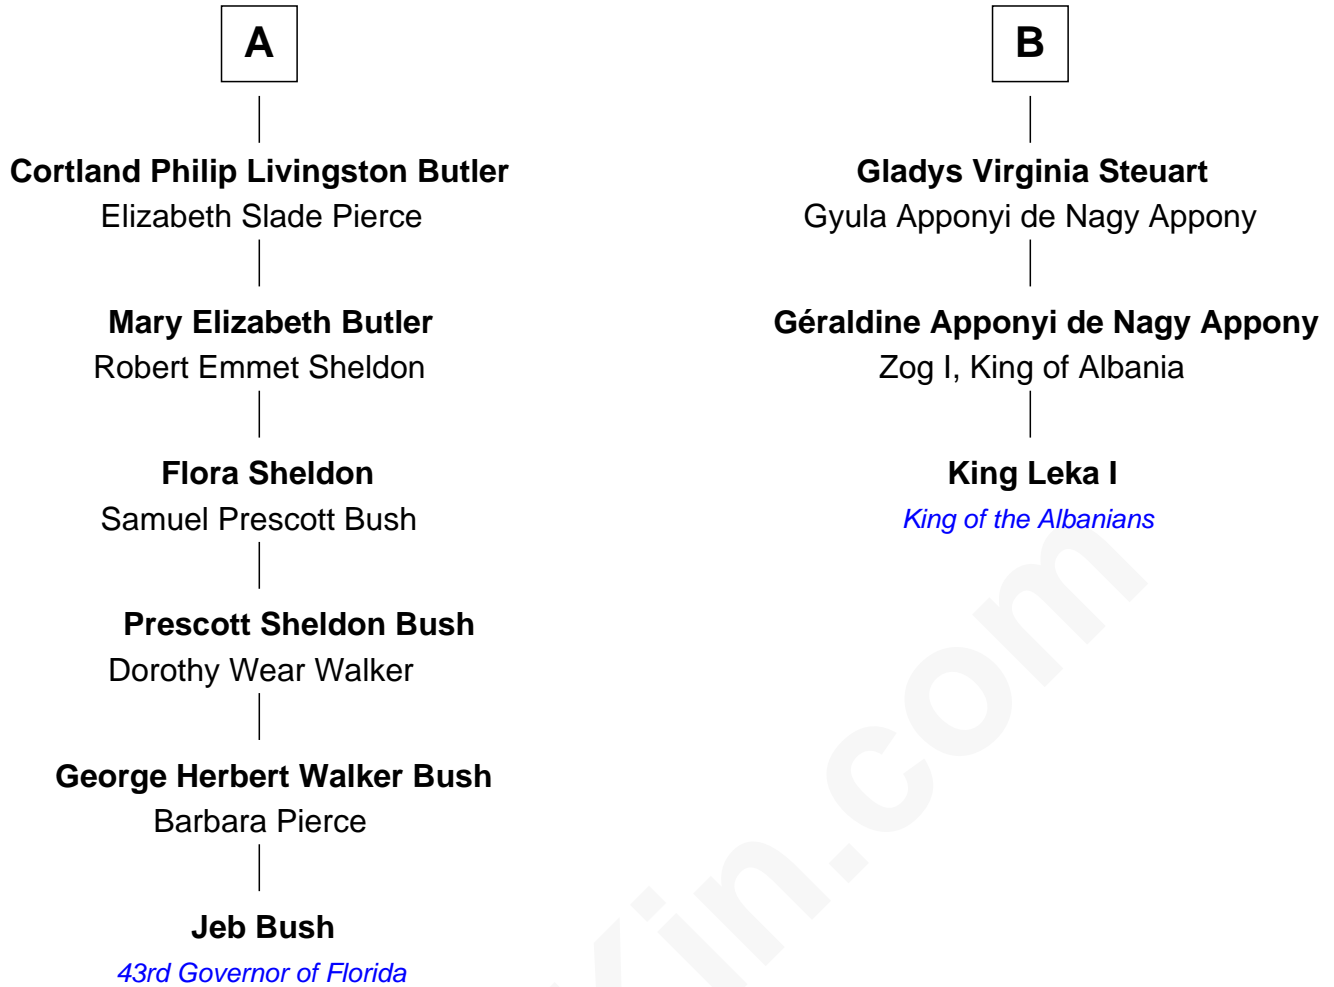 A
Cortland Philip Livingston Butler
Elizabeth Slade Pierce
Mary Elizabeth Butler
Robert Emmet Sheldon
Flora Sheldon
Samuel Prescott Bush
Prescott Sheldon Bush
Dorothy Wear Walker
George Herbert Walker Bush
Barbara Pierce
Jeb Bush
43rd Governor of Florida
B
Gladys Virginia Steuart
Gyula Apponyi de Nagy Appony
Géraldine Apponyi de Nagy Appony
Zog I, King of Albania
King Leka I
King of the Albanians
Kin.com